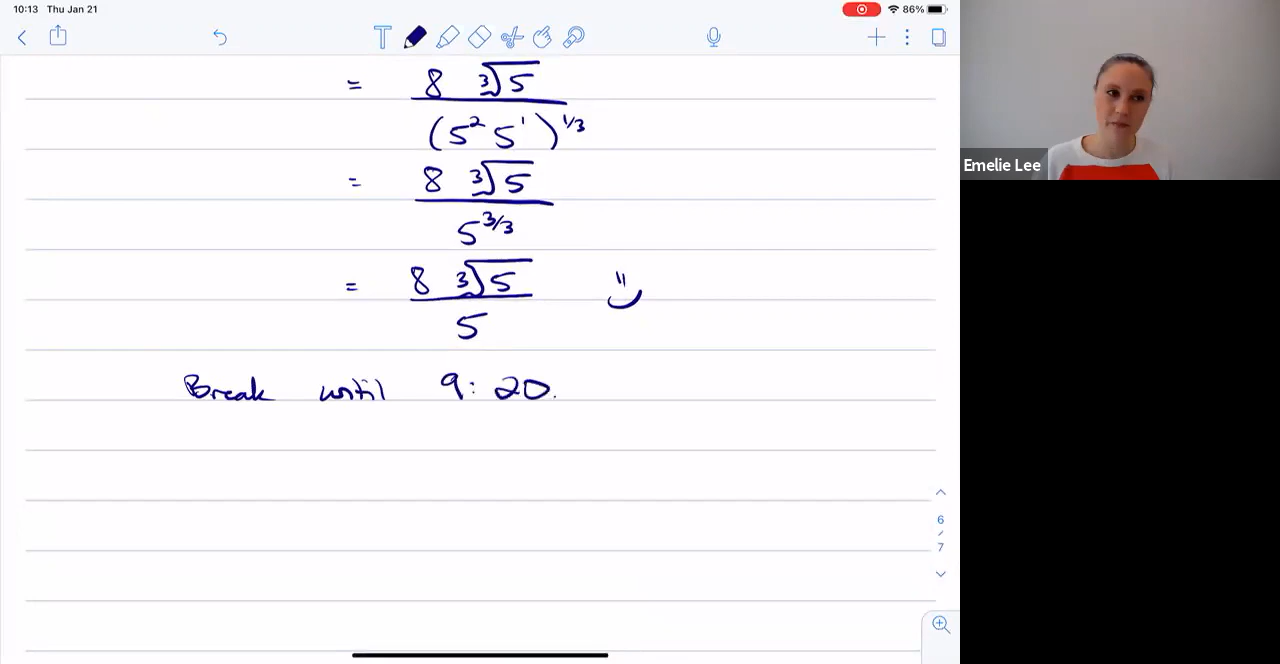 10:13 Thu Jan 21
86%
T
= 8 ∛5 / (5² 5¹)^1/3
= 8 ∛5 / 5^3/3
= 8 ∛5 / 5
Break until 9:20.
6 / 7
Emelie Lee